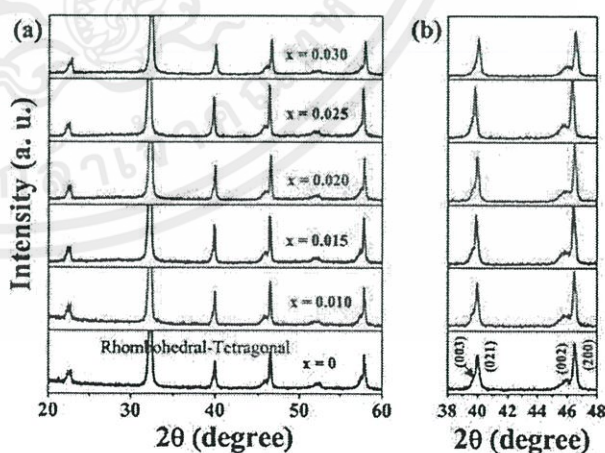 (a)
(b)
Intensity (a. u.)
x = 0.030
x = 0.025
x = 0.020
x = 0.015
x = 0.010
Rhombohedral-Tetragonal
x = 0
(003)
(021)
(002)
(200)
20 30 40 50 60
38 40 42 44 46 48
2θ (degree)
2θ (degree)